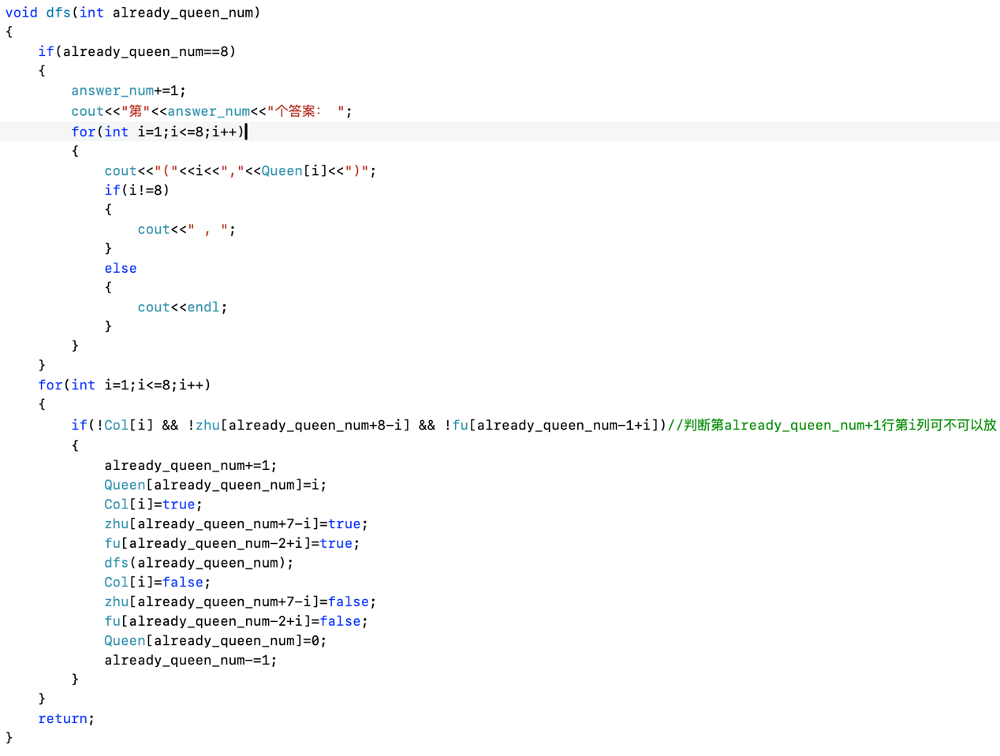 void dfs(int already_queen_num)
{
    if(already_queen_num==8)
    {
        answer_num+=1;
        cout<<"第"<<answer_num<<"个答案： ";
        for(int i=1;i<=8;i++)
        {
            cout<<"("<<i<<","<<Queen[i]<<")";
            if(i!=8)
            {
                cout<<" , ";
            }
            else
            {
                cout<<endl;
            }
        }
    }
    for(int i=1;i<=8;i++)
    {
        if(!Col[i] && !zhu[already_queen_num+8-i] && !fu[already_queen_num-1+i])//判断第already_queen_num+1行第i列可不可以放
        {
            already_queen_num+=1;
            Queen[already_queen_num]=i;
            Col[i]=true;
            zhu[already_queen_num+7-i]=true;
            fu[already_queen_num-2+i]=true;
            dfs(already_queen_num);
            Col[i]=false;
            zhu[already_queen_num+7-i]=false;
            fu[already_queen_num-2+i]=false;
            Queen[already_queen_num]=0;
            already_queen_num-=1;
        }
    }
    return;
}